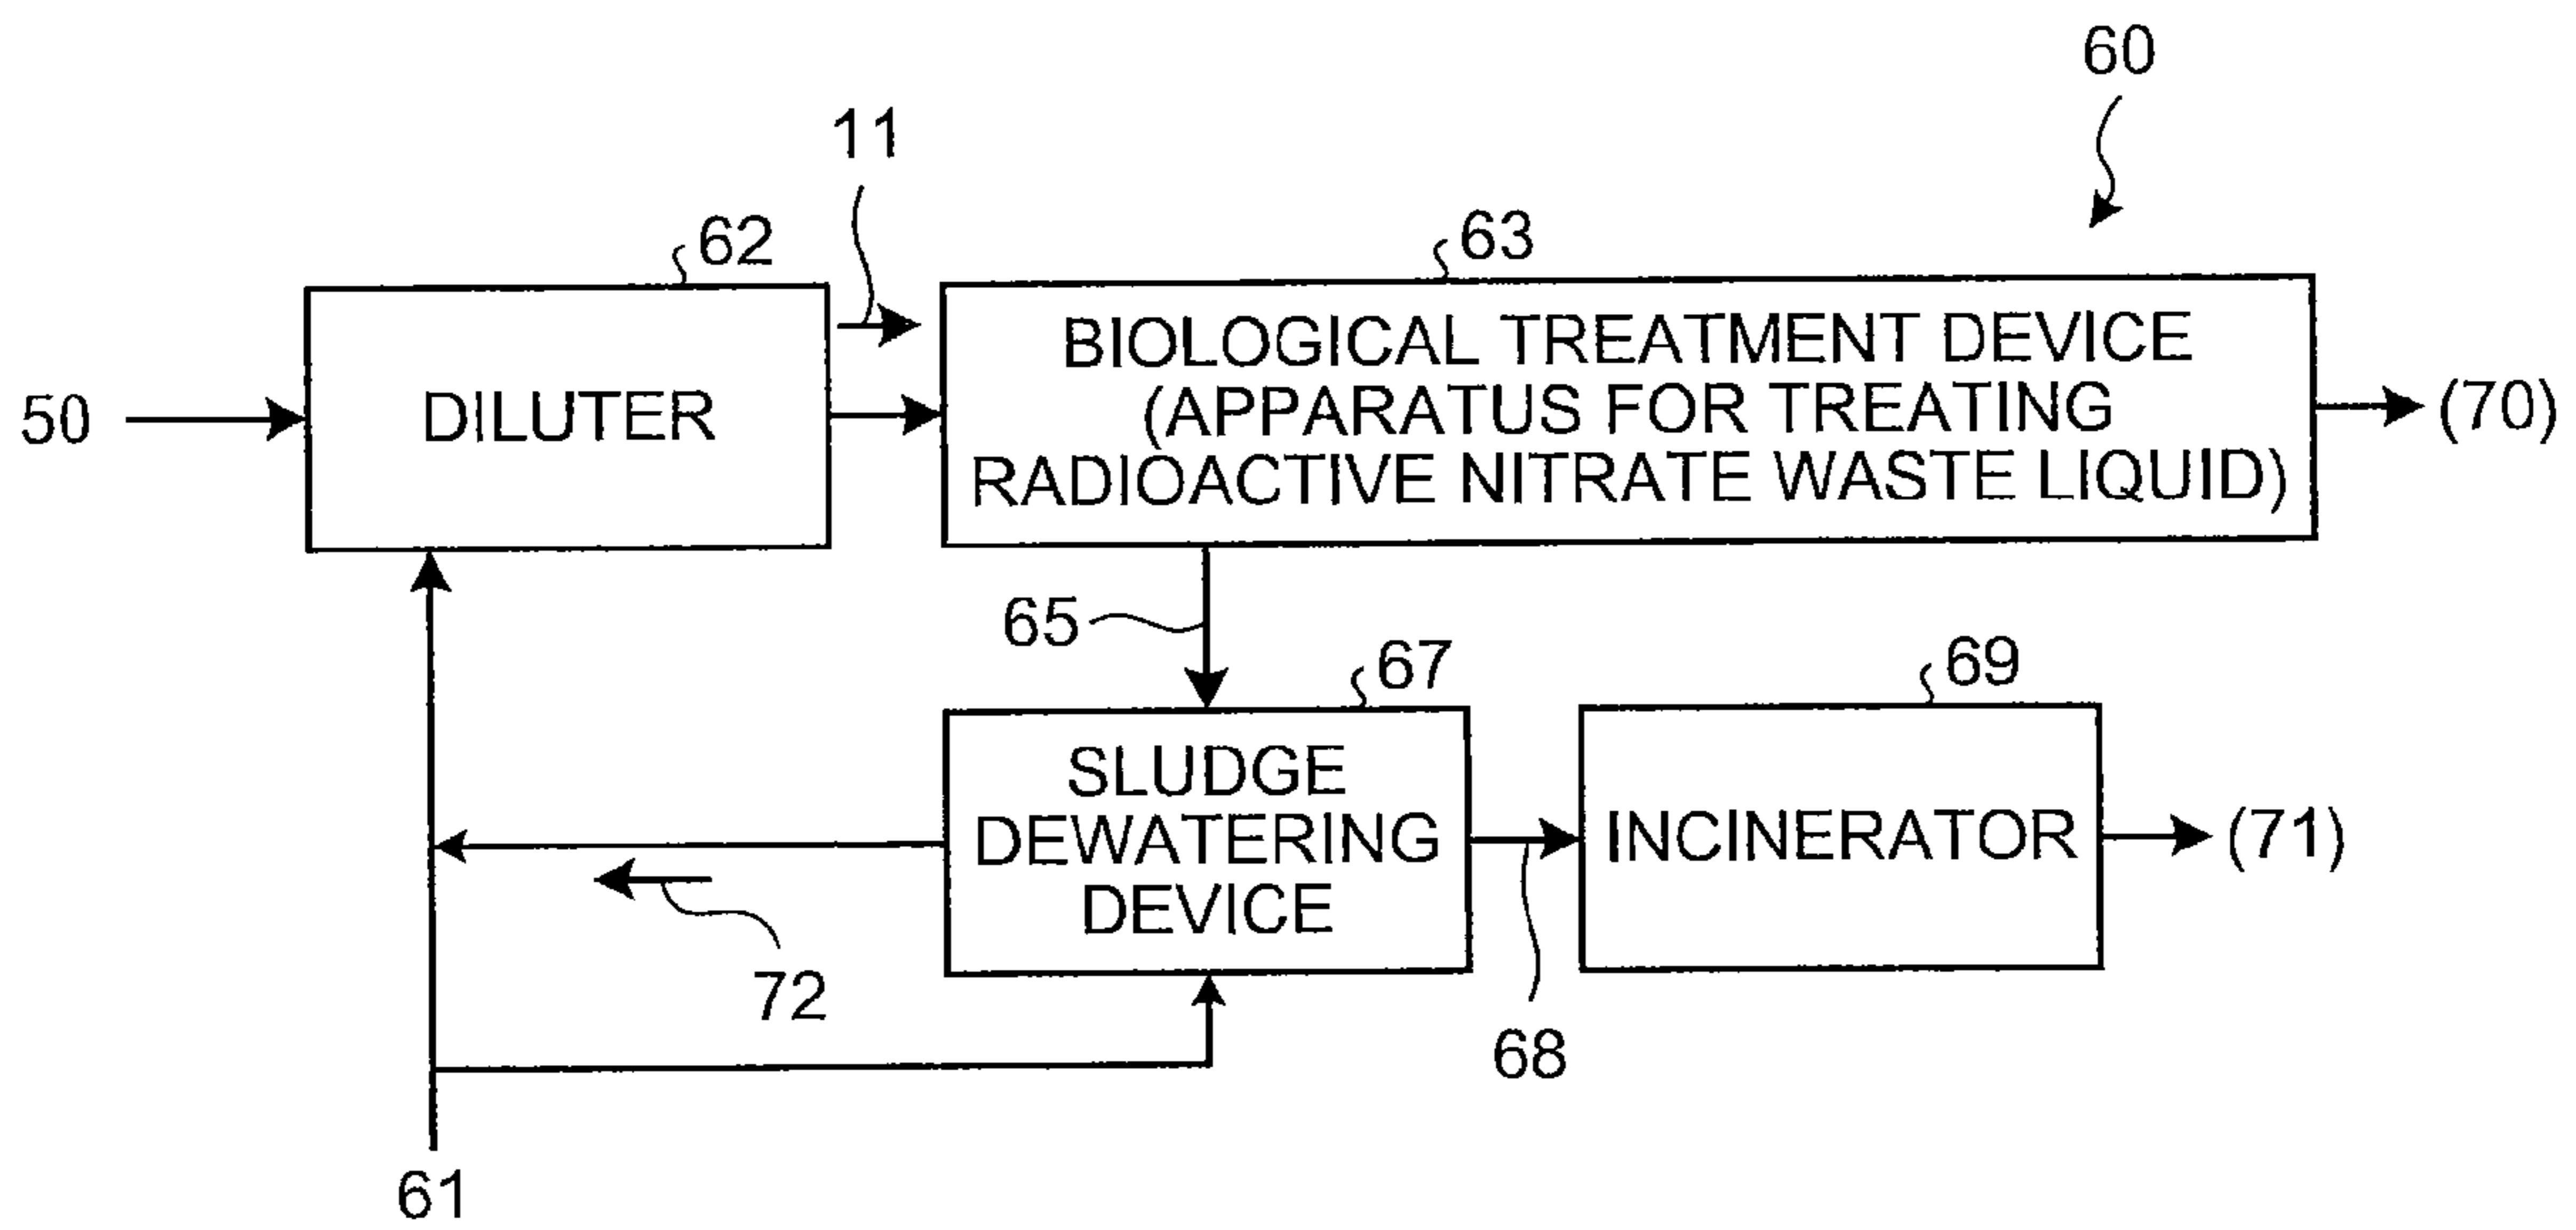 60
11
62
63
50
DILUTER
BIOLOGICAL TREATMENT DEVICE
(APPARATUS FOR TREATING
RADIOACTIVE NITRATE WASTE LIQUID)
(70)
65
67
69
SLUDGE
DEWATERING
DEVICE
INCINERATOR
(71)
72
68
61